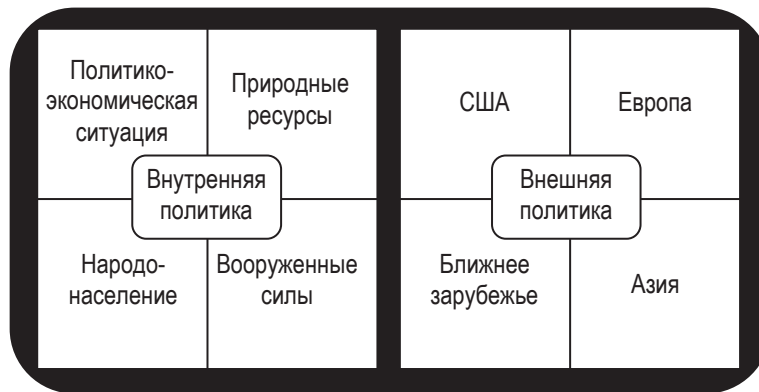 Политико-
экономическая
ситуация
Природные
ресурсы
Внутренняя
политика
Народо-
население
Вооруженные
силы
США
Европа
Внешняя
политика
Ближнее
зарубежье
Азия